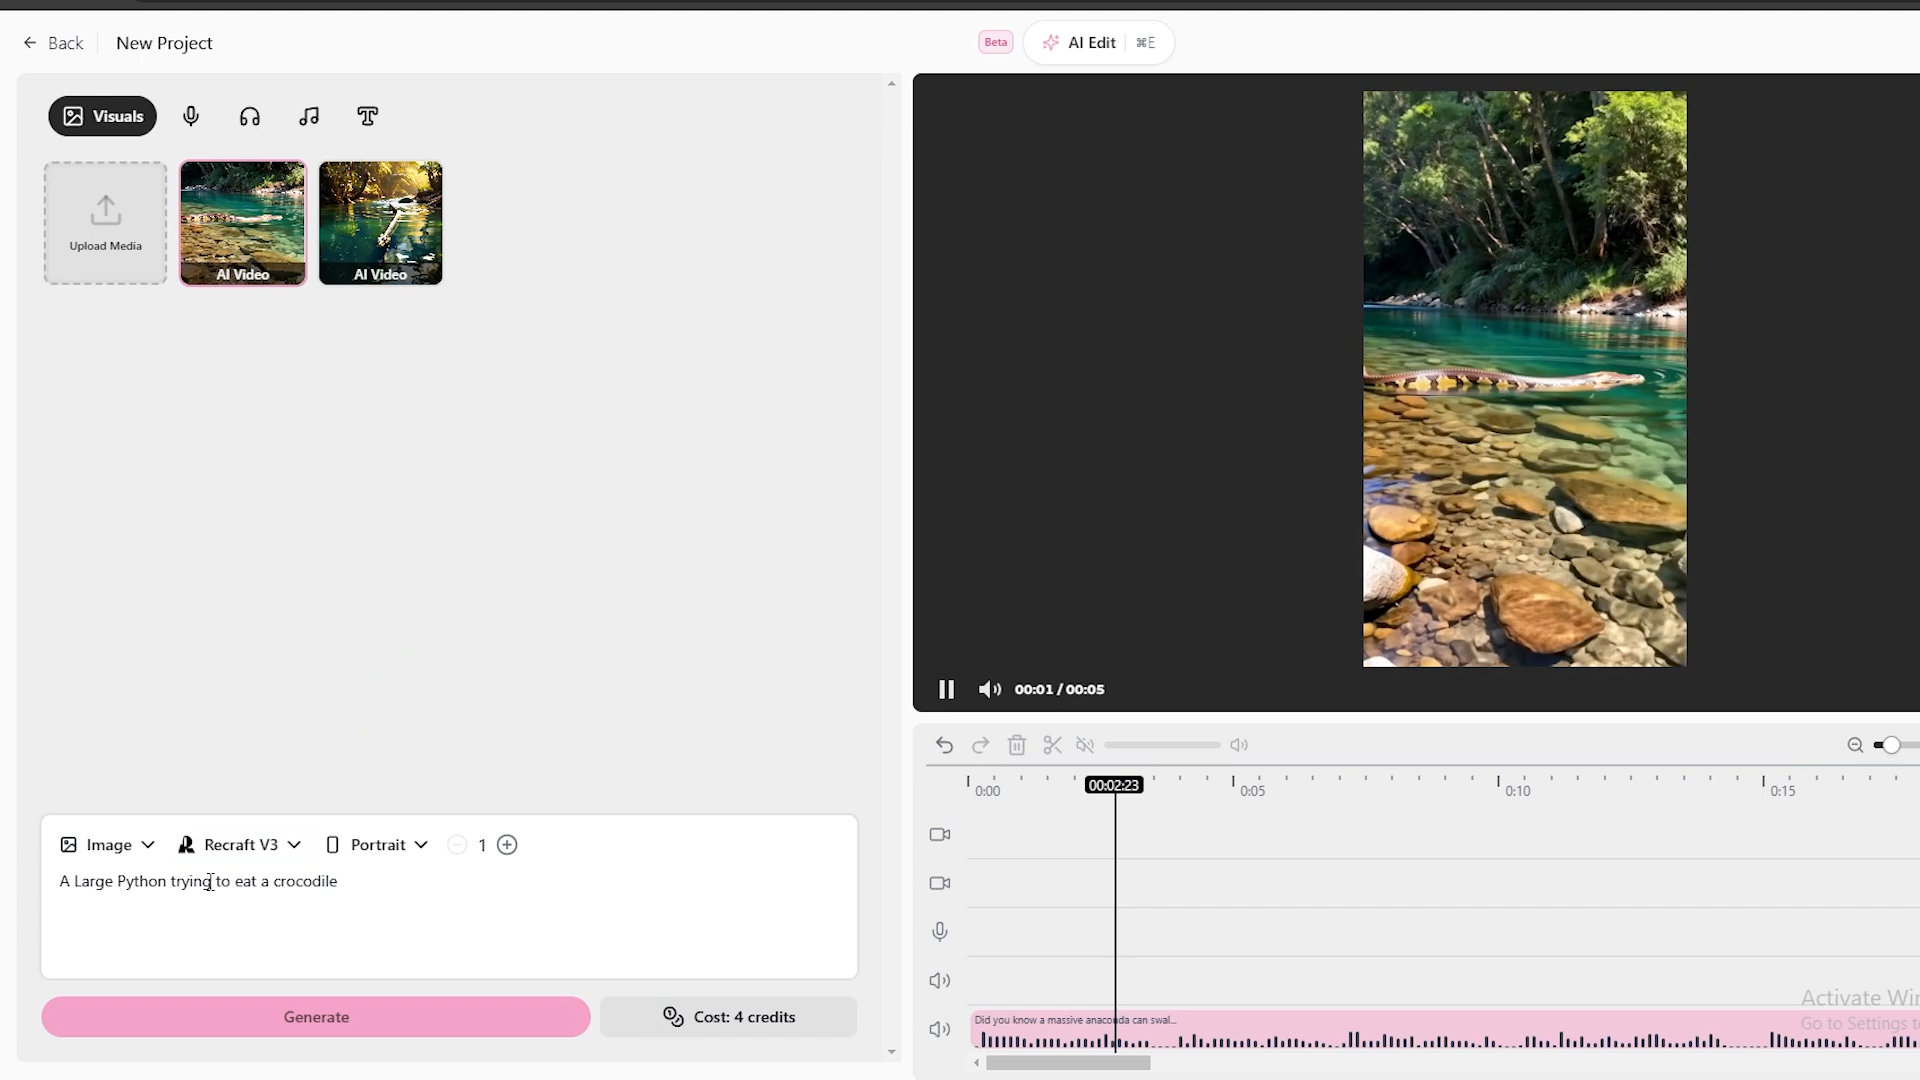 Back
New Project
Beta
AI Edit
⌘E
Visuals
Upload Media
AI Video
AI Video
00:01 / 00:05
00:02:23
0:00
0:05
0:10
0:15
Image
Recraft V3
Portrait
1
A Large Python trying to eat a crocodile
Generate
Cost: 4 credits
Did you know a massive anaconda can swal...
Activate Win
Go to Settings t